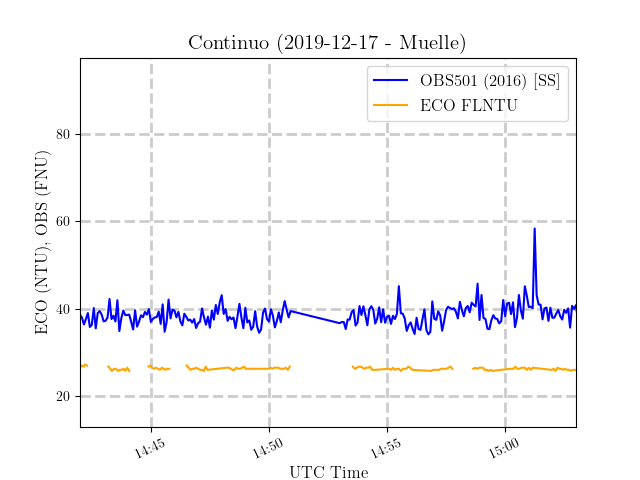 Continuo (2019-12-17 - Muelle)
OBS501 (2016) [SS]
ECO FLNTU
ECO (NTU), OBS (FNU)
80
60
40
20
14:45
14:50
14:55
15:00
UTC Time